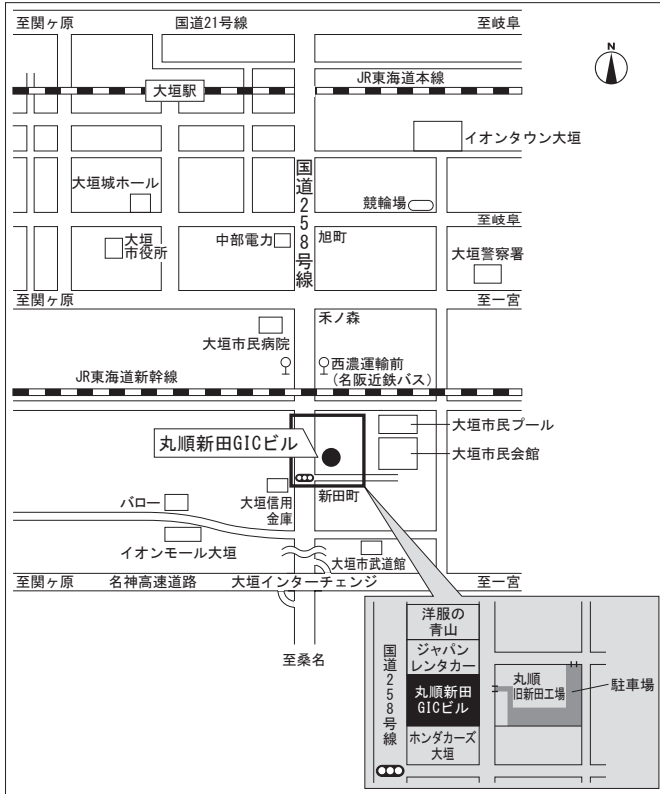 至関ヶ原
国道21号線
至岐阜
N
JR東海道本線
大垣駅
イオンタウン大垣
国道258号線
大垣城ホール
競輪場
至岐阜
大垣
市役所
中部電力
旭町
大垣警察署
至関ヶ原
至一宮
禾ノ森
大垣市民病院
西濃運輸前
(名阪近鉄バス)
JR東海道新幹線
大垣市民プール
丸順新田GICビル
大垣市民会館
バロー
大垣信用
金庫
新田町
イオンモール大垣
大垣市武道館
至関ヶ原
名神高速道路
大垣インターチェンジ
至一宮
至桑名
洋服の
青山
国道258号線
ジャパン
レンタカー
丸順新田
GICビル
丸順
旧新田工場
駐車場
ホンダカーズ
大垣